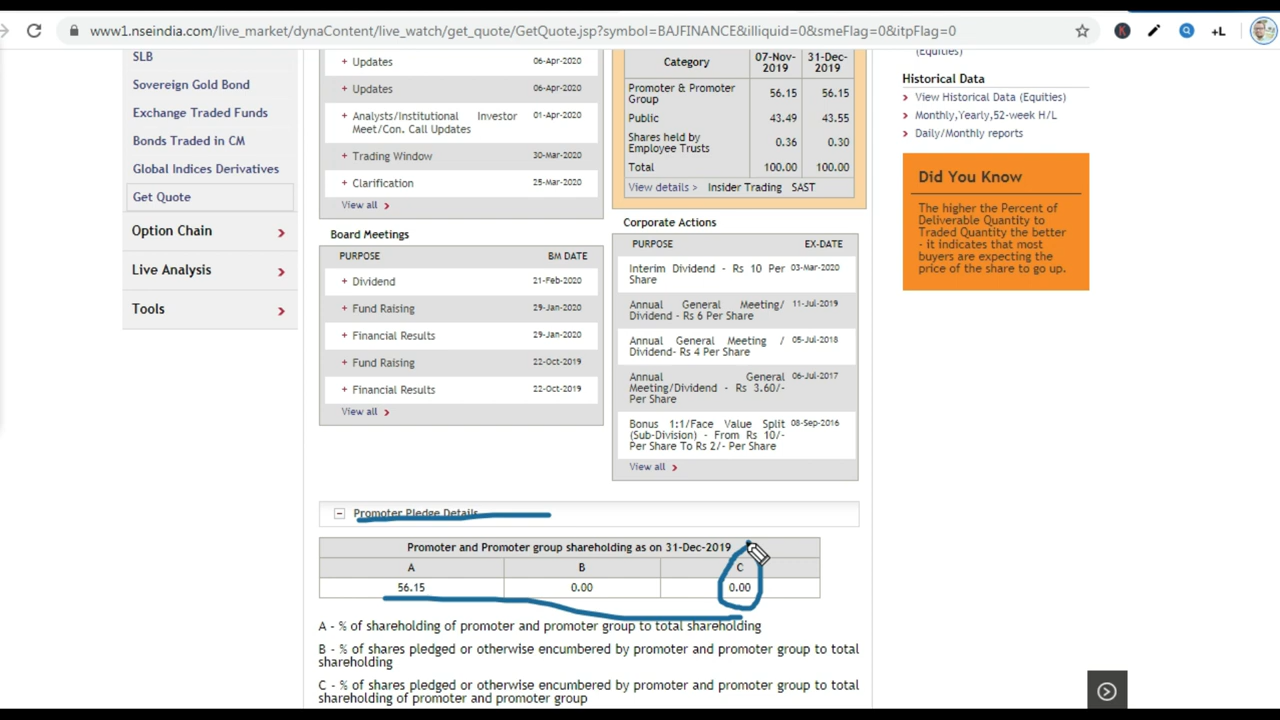 www1.nseindia.com/live_market/dynaContent/live_watch/get_quote/GetQuote.jsp?symbol=BAJFINANCE&illiquid=0&smeFlag=0&itpFlag=0
K
+L
SLB
Sovereign Gold Bond
Exchange Traded Funds
Bonds Traded in CM
Global Indices Derivatives
Get Quote
Option Chain
Live Analysis
Tools
+ Updates 06-Apr-2020
+ Updates 06-Apr-2020
+ Analysts/Institutional Investor 01-Apr-2020
Meet/Con. Call Updates
+ Trading Window 30-Mar-2020
+ Clarification 25-Mar-2020
View all >
Board Meetings
PURPOSE BM DATE
+ Dividend 21-Feb-2020
+ Fund Raising 29-Jan-2020
+ Financial Results 29-Jan-2020
+ Fund Raising 22-Oct-2019
+ Financial Results 22-Oct-2019
View all >
Category 07-Nov-2019 31-Dec-2019
Promoter & Promoter
Group 56.15 56.15
Public 43.49 43.55
Shares held by
Employee Trusts 0.36 0.30
Total 100.00 100.00
View details > Insider Trading SAST
Corporate Actions
PURPOSE EX-DATE
Interim Dividend - Rs 10 Per 03-Mar-2020
Share
Annual General Meeting/ 11-Jul-2019
Dividend - Rs 6 Per Share
Annual General Meeting / 05-Jul-2018
Dividend- Rs 4 Per Share
Annual General 06-Jul-2017
Meeting/Dividend - Rs 3.60/-
Per Share
Bonus 1:1/Face Value Split 08-Sep-2016
(Sub-Division) - From Rs 10/-
Per Share To Rs 2/- Per Share
View all >
(Equities)
Historical Data
> View Historical Data (Equities)
> Monthly,Yearly,52-week H/L
> Daily/Monthly reports
Did You Know
The higher the Percent of
Deliverable Quantity to
Traded Quantity the better
- it indicates that most
buyers are expecting the
price of the share to go up.
Promoter Pledge Details
Promoter and Promoter group shareholding as on 31-Dec-2019
A B C
56.15 0.00 0.00
A - % of shareholding of promoter and promoter group to total shareholding
B - % of shares pledged or otherwise encumbered by promoter and promoter group to total
shareholding
C - % of shares pledged or otherwise encumbered by promoter and promoter group to total
shareholding of promoter and promoter group